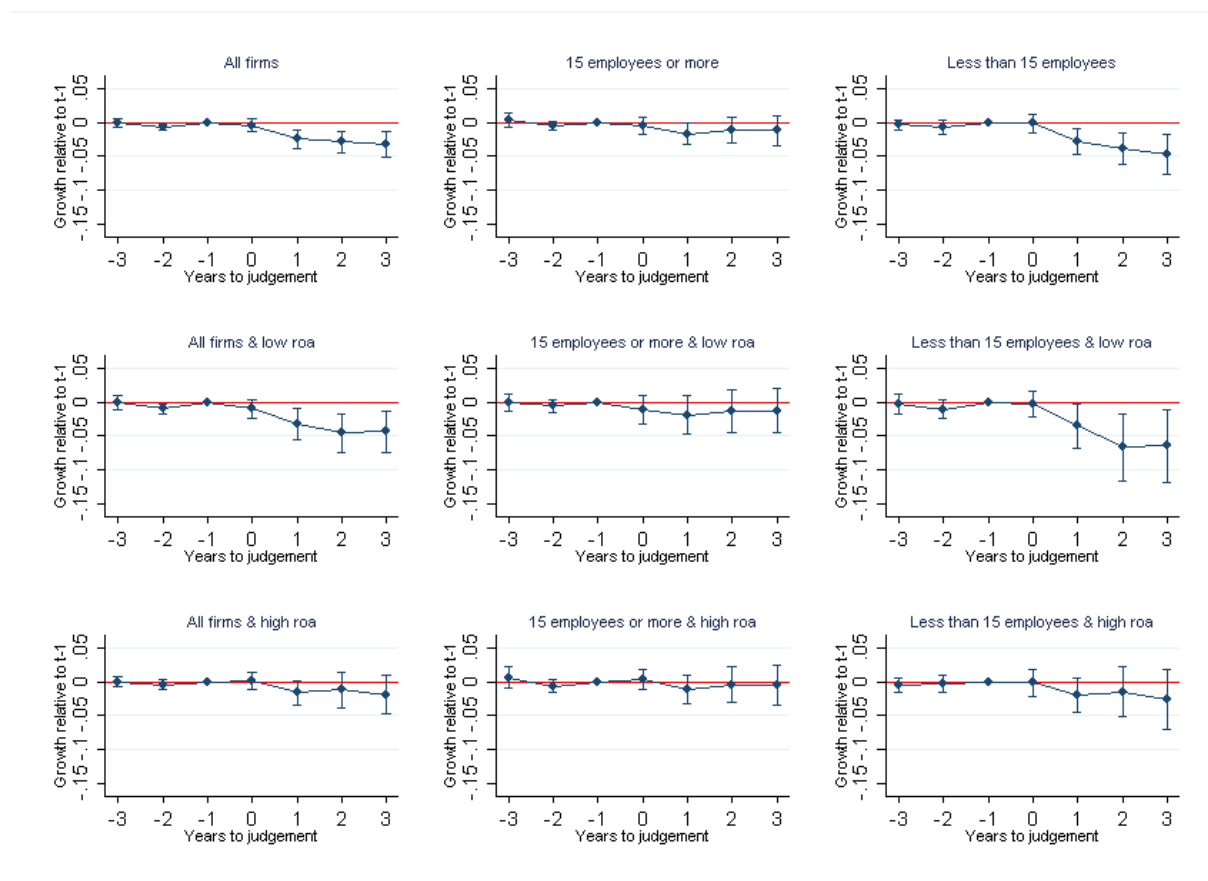 All firms
Growth relative to t-1
.05
0
-.05
-.1
-.15
-3 -2 -1 0 1 2 3
Years to judgement
15 employees or more
Growth relative to t-1
.05
0
-.05
-.1
-.15
-3 -2 -1 0 1 2 3
Years to judgement
Less than 15 employees
Growth relative to t-1
.05
0
-.05
-.1
-.15
-3 -2 -1 0 1 2 3
Years to judgement
All firms & low roa
Growth relative to t-1
.05
0
-.05
-.1
-.15
-3 -2 -1 0 1 2 3
Years to judgement
15 employees or more & low roa
Growth relative to t-1
.05
0
-.05
-.1
-.15
-3 -2 -1 0 1 2 3
Years to judgement
Less than 15 employees & low roa
Growth relative to t-1
.05
0
-.05
-.1
-.15
-3 -2 -1 0 1 2 3
Years to judgement
All firms & high roa
Growth relative to t-1
.05
0
-.05
-.1
-.15
-3 -2 -1 0 1 2 3
Years to judgement
15 employees or more & high roa
Growth relative to t-1
.05
0
-.05
-.1
-.15
-3 -2 -1 0 1 2 3
Years to judgement
Less than 15 employees & high roa
Growth relative to t-1
.05
0
-.05
-.1
-.15
-3 -2 -1 0 1 2 3
Years to judgement